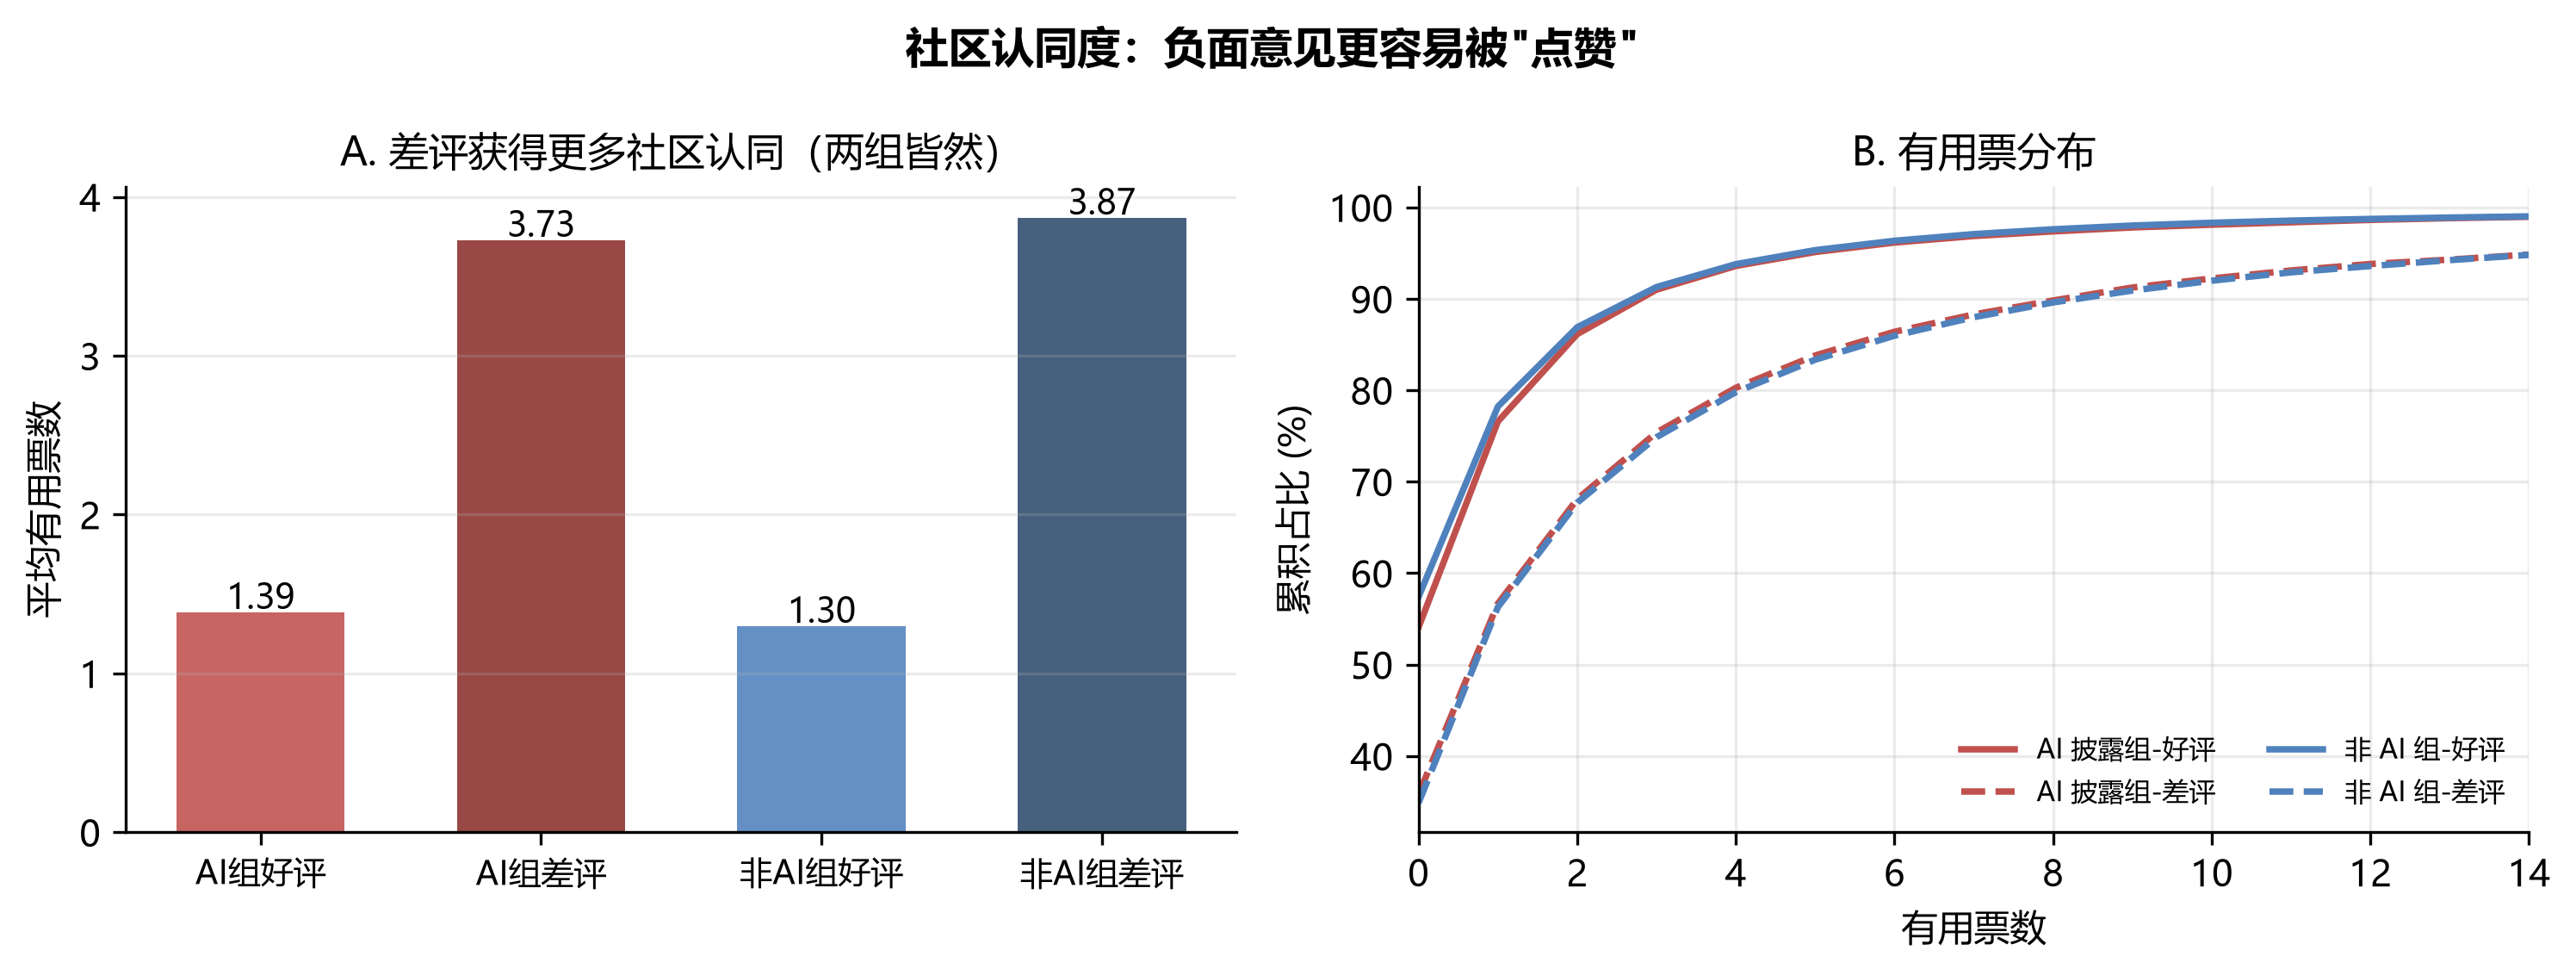 社区认同度：负面意见更容易被"点赞"
A. 差评获得更多社区认同（两组皆然）
平均有用票数
4
3
2
1
0
1.39
3.73
1.30
3.87
AI组好评
AI组差评
非AI组好评
非AI组差评
B. 有用票分布
累积占比 (%)
100
90
80
70
60
50
40
AI 披露组-好评
AI 披露组-差评
非 AI 组-好评
非 AI 组-差评
0 2 4 6 8 10 12 14
有用票数